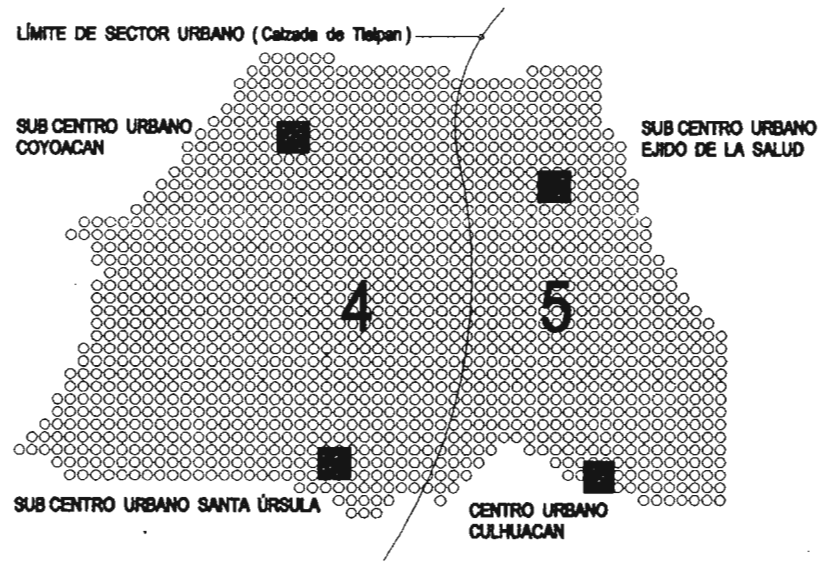 LÍMITE DE SECTOR URBANO (Calzada de Tlalpan)
SUB CENTRO URBANO
COYOACAN
SUB CENTRO URBANO
EJIDO DE LA SALUD
4
5
SUB CENTRO URBANO SANTA ÚRSULA
CENTRO URBANO
CULHUACAN